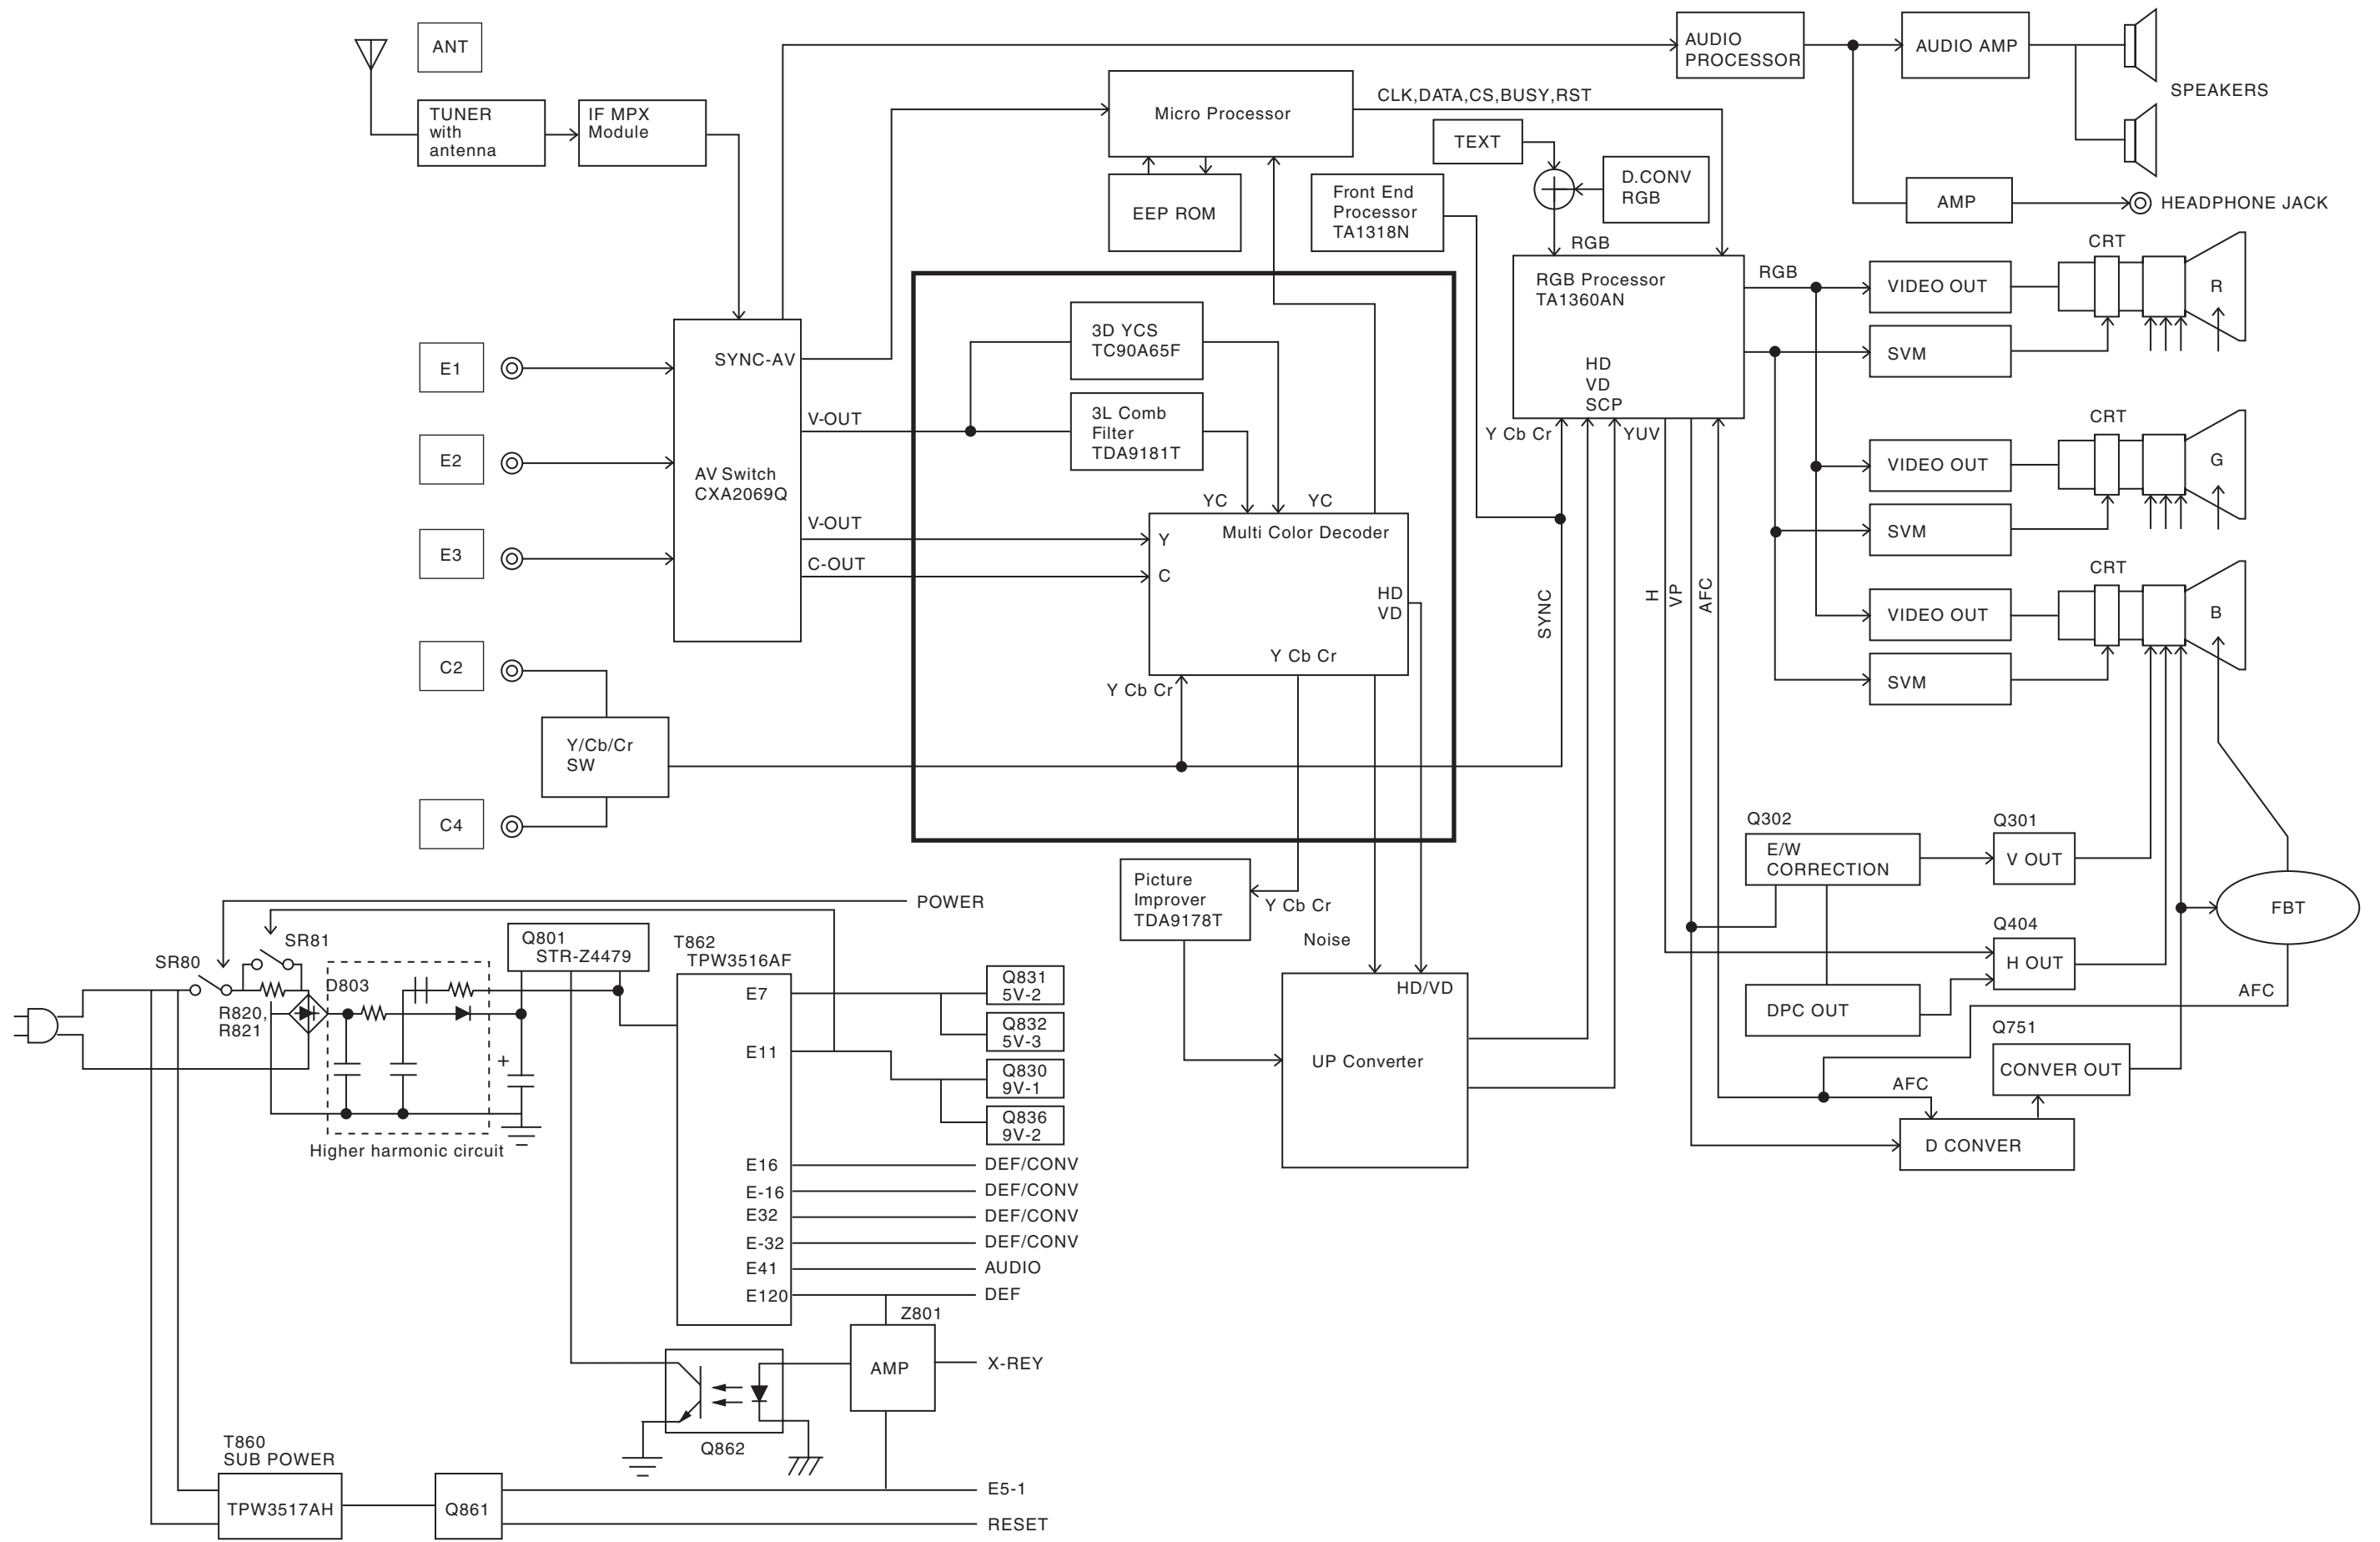 ANT
TUNER
with
antenna
IF MPX
Module
AUDIO
PROCESSOR
AUDIO AMP
SPEAKERS
AMP
HEADPHONE JACK
Micro Processor
CLK,DATA,CS,BUSY,RST
TEXT
D.CONV
RGB
EEP ROM
Front End
Processor
TA1318N
RGB
RGB Processor
TA1360AN
HD
VD
SCP
RGB
Y Cb Cr
YUV
CRT
VIDEO OUT
R
SVM
CRT
VIDEO OUT
G
SVM
CRT
VIDEO OUT
B
SVM
E1
E2
E3
C2
C4
SYNC-AV
AV Switch
CXA2069Q
V-OUT
V-OUT
C-OUT
3D YCS
TC90A65F
3L Comb
Filter
TDA9181T
YC
YC
Multi Color Decoder
Y
C
HD
VD
Y Cb Cr
Y Cb Cr
Y/Cb/Cr
SW
SYNC
H
VP
AFC
Q302
E/W
CORRECTION
Q301
V OUT
Q404
H OUT
DPC OUT
FBT
AFC
Q751
CONVER OUT
AFC
D CONVER
Picture
Improver
TDA9178T
Y Cb Cr
Noise
HD/VD
UP Converter
POWER
SR81
SR80
R820,
R821
D803
Higher harmonic circuit
+
Q801
STR-Z4479
T862
TPW3516AF
E7
E11
E16
E-16
E32
E-32
E41
E120
Q831
5V-2
Q832
5V-3
Q830
9V-1
Q836
9V-2
DEF/CONV
DEF/CONV
DEF/CONV
DEF/CONV
AUDIO
DEF
Z801
AMP
X-REY
Q862
T860
SUB POWER
TPW3517AH
Q861
E5-1
RESET